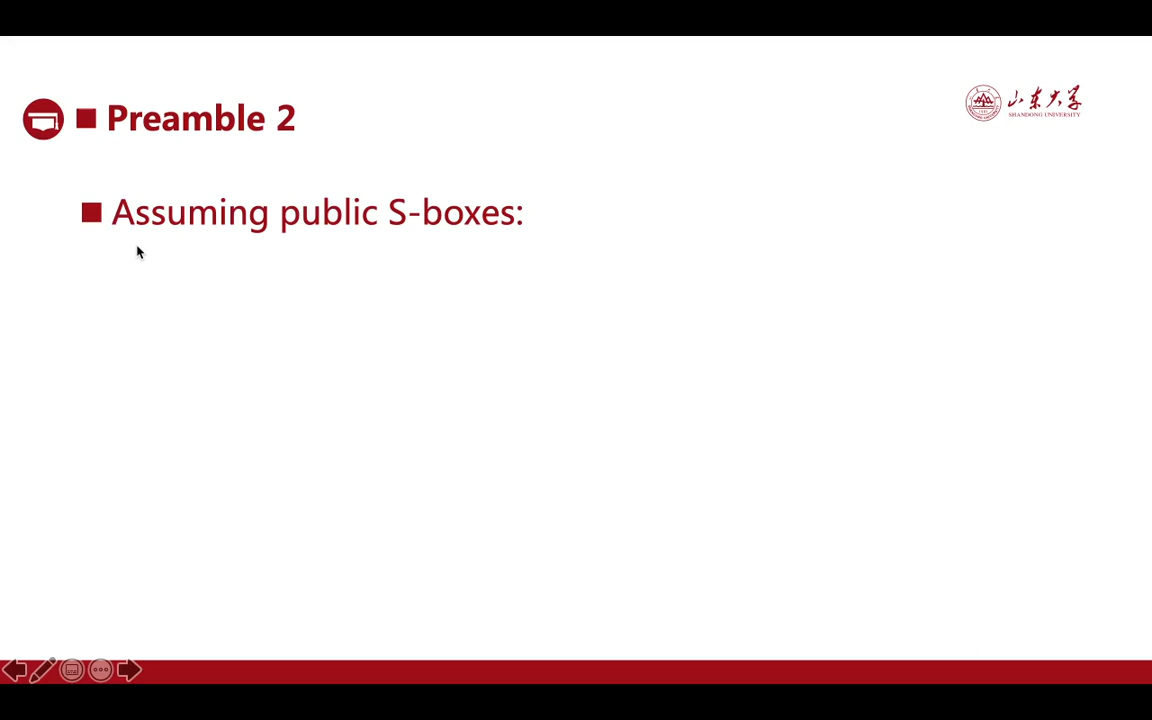 Preamble 2
山东大学
SHANDONG UNIVERSITY
Assuming public S-boxes: